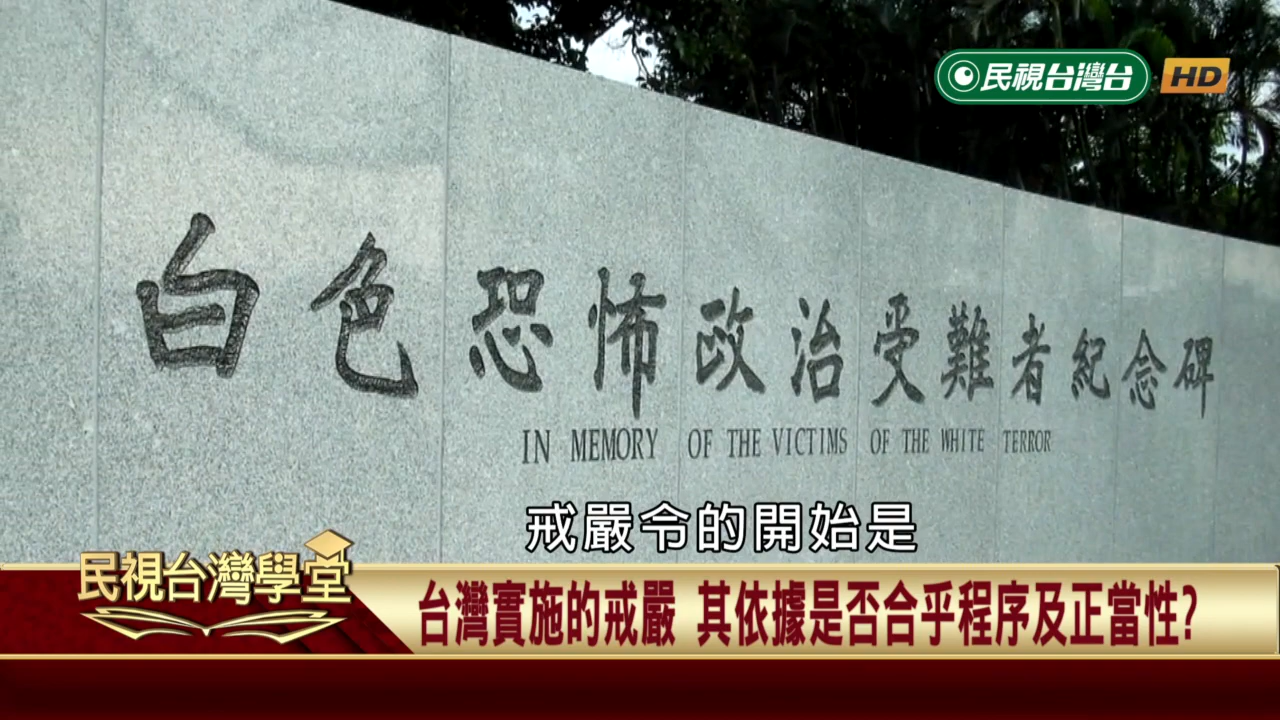 民視台灣台 HD
白色恐怖政治受難者紀念碑
IN MEMORY OF THE VICTIMS OF THE WHITE TERROR
戒嚴令的開始是
民視台灣學堂
台灣實施的戒嚴 其依據是否合乎程序及正當性?